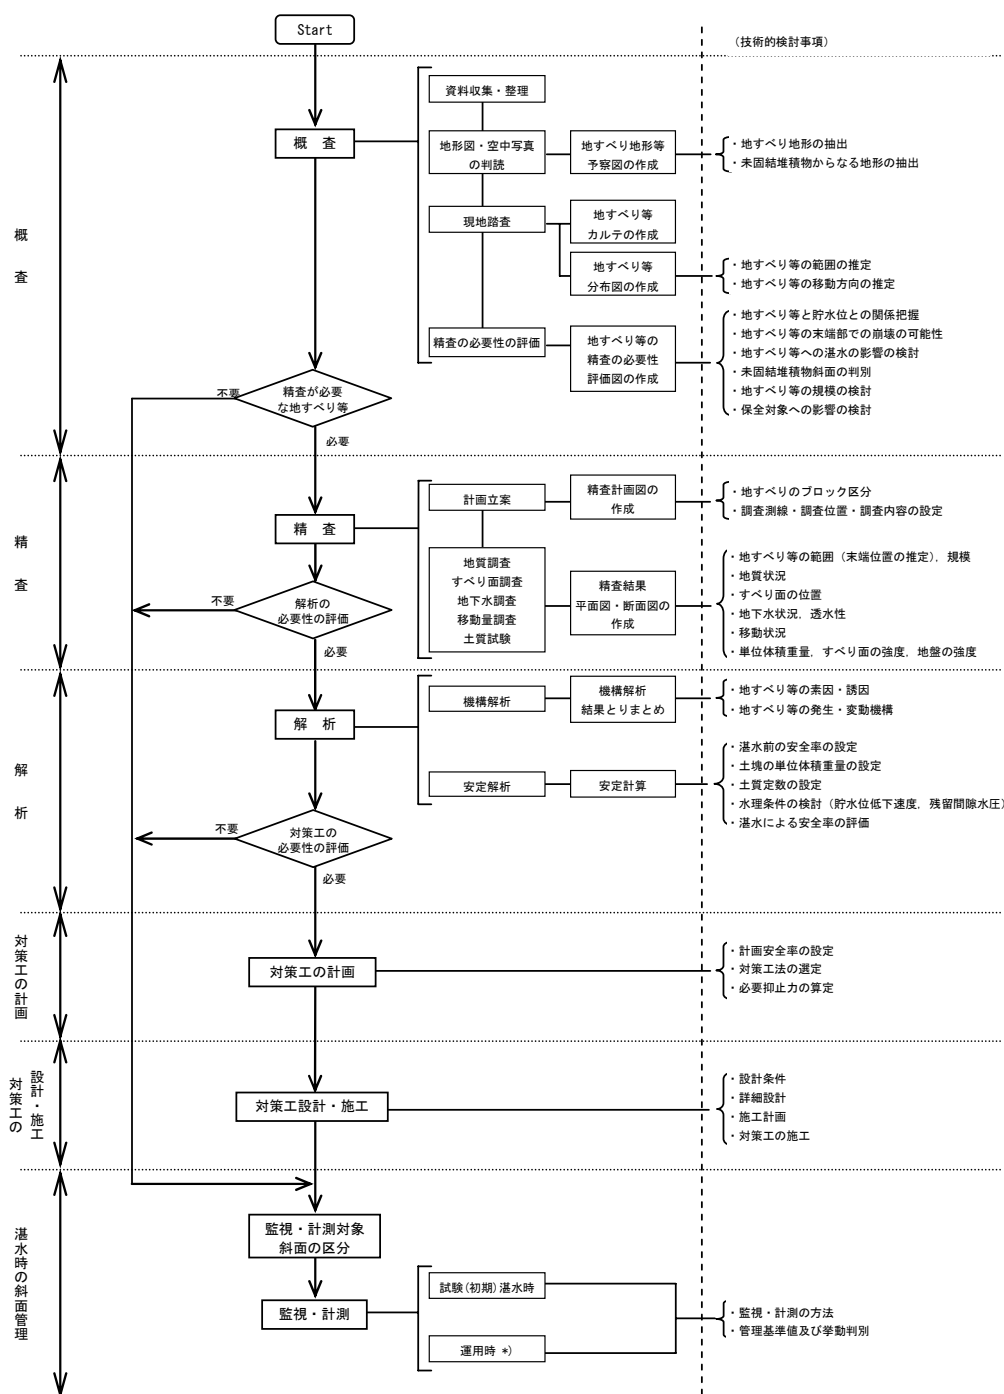 Start
（技術的検討事項）
概
査
概　査
資料収集・整理
地形図・空中写真
の判読
地すべり地形等
予察図の作成
・地すべり地形の抽出
・未固結堆積物からなる地形の抽出
現地踏査
地すべり等
カルテの作成
地すべり等
分布図の作成
・地すべり等の範囲の推定
・地すべり等の移動方向の推定
精査の必要性の評価
地すべり等の
精査の必要性
評価図の作成
・地すべり等と貯水位との関係把握
・地すべり等の末端部での崩壊の可能性
・地すべり等への湛水の影響の検討
・未固結堆積物斜面の判別
・地すべり等の規模の検討
・保全対象への影響の検討
精査が必要
な地すべり等
不要
必要
精
査
精　査
計画立案
精査計画図の
作成
・地すべりのブロック区分
・調査測線・調査位置・調査内容の設定
地質調査
すべり面調査
地下水調査
移動量調査
土質試験
精査結果
平面図・断面図の
作成
・地すべり等の範囲（末端位置の推定），規模
・地質状況
・すべり面の位置
・地下水状況，透水性
・移動状況
・単位体積重量，すべり面の強度，地盤の強度
解析の
必要性の評価
不要
必要
解
析
解　析
機構解析
機構解析
結果とりまとめ
・地すべり等の素因・誘因
・地すべり等の発生・変動機構
安定解析
安定計算
・湛水前の安全率の設定
・土塊の単位体積重量の設定
・土質定数の設定
・水理条件の検討（貯水位低下速度，残留間隙水圧）
・湛水による安全率の評価
対策工の
必要性の評価
不要
必要
対策工の計画
対策工の計画
・計画安全率の設定
・対策工法の選定
・必要抑止力の算定
対策工の
設計・施工
対策工設計・施工
・設計条件
・詳細設計
・施工計画
・対策工の施工
湛水時の斜面管理
監視・計測対象
斜面の区分
監視・計測
試験(初期)湛水時
運用時 *)
・監視・計測の方法
・管理基準値及び挙動判別